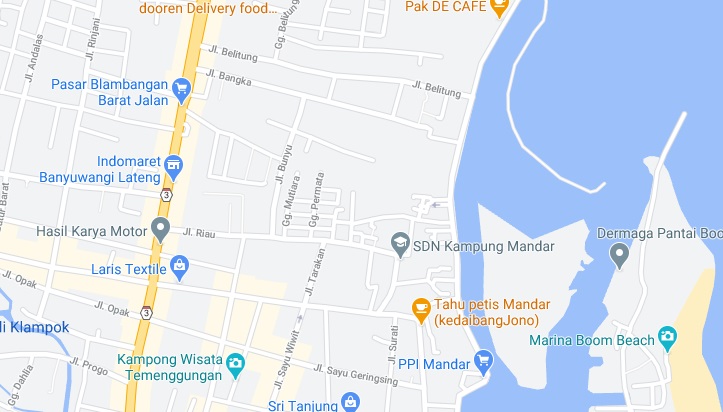 dooren Delivery food...
Pak DE CAFE
Gg. Belkung
Jl. Andalas
Jl. Rinjani
Jl. Belitung
Jl. Bangka
Jl. Belitung
Pasar Blambangan
Barat Jalan
Indomaret
Banyuwangi Lateng
Jl. Bunyu
Gg. Mutiara
Gg. Permata
3
Hasil Karya Motor
Jl. Riau
SDN Kampung Mandar
Dermaga Pantai Boo
Laris Textile
Jl. Tarakan
Jl. Opak
Jl. Opak
3
Tahu petis Mandar
(kedaibangJono)
li Klampok
Jl. Sayu Wiwit
Jl. Surati
Marina Boom Beach
Kampong Wisata
Temenggungan
PPI Mandar
Jl. Progo
Jl. Sayu Geringsing
Gg. Dahlia
Sri Tanjung